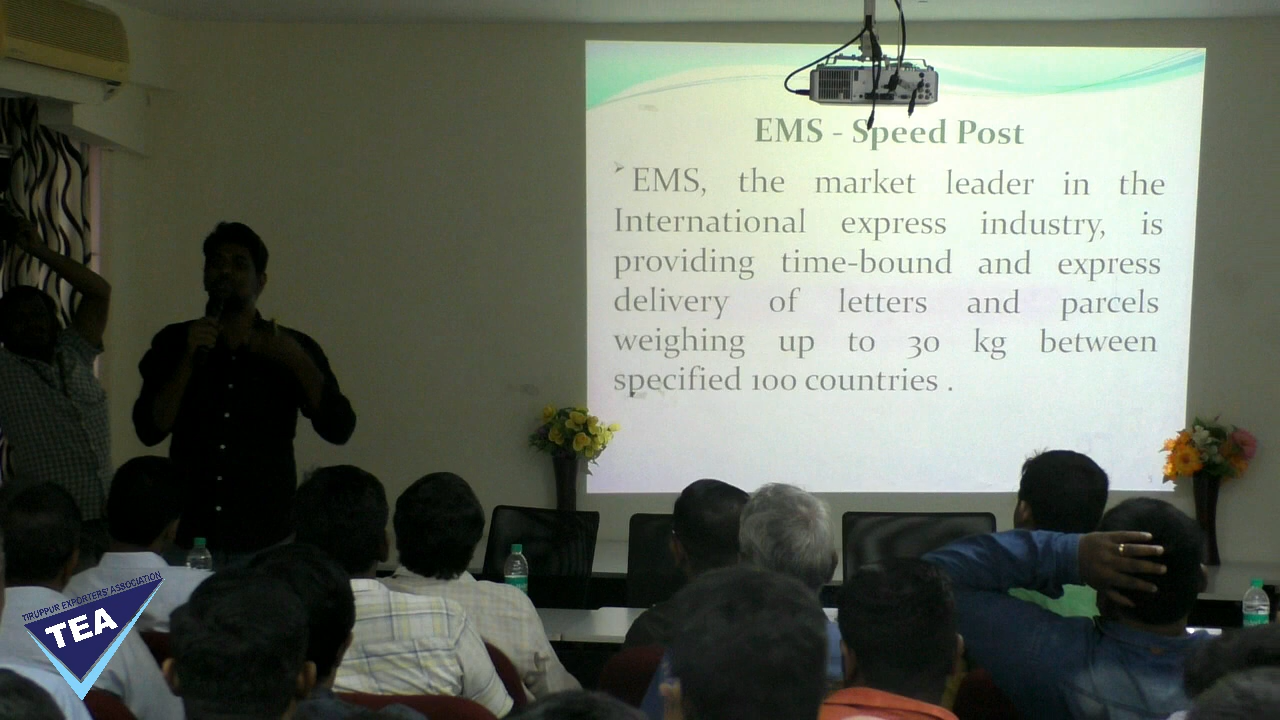 EMS - Speed Post
EMS, the market leader in the
International express industry, is
providing time-bound and express
delivery of letters and parcels
weighing up to 30 kg between
specified 100 countries .
TIRUPPUR EXPORTERS' ASSOCIATION
TEA